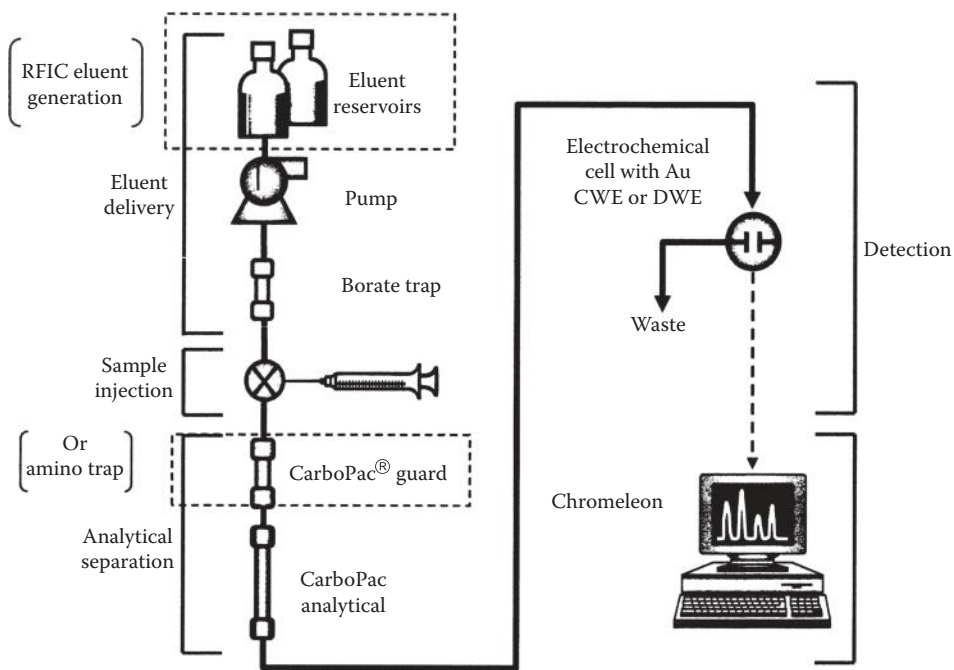 RFIC eluent
generation
Eluent
reservoirs
Eluent
delivery
Pump
Borate trap
Sample
injection
Or
amino trap
CarboPac® guard
Analytical
separation
CarboPac
analytical
Electrochemical
cell with Au
CWE or DWE
Detection
Waste
Chromeleon